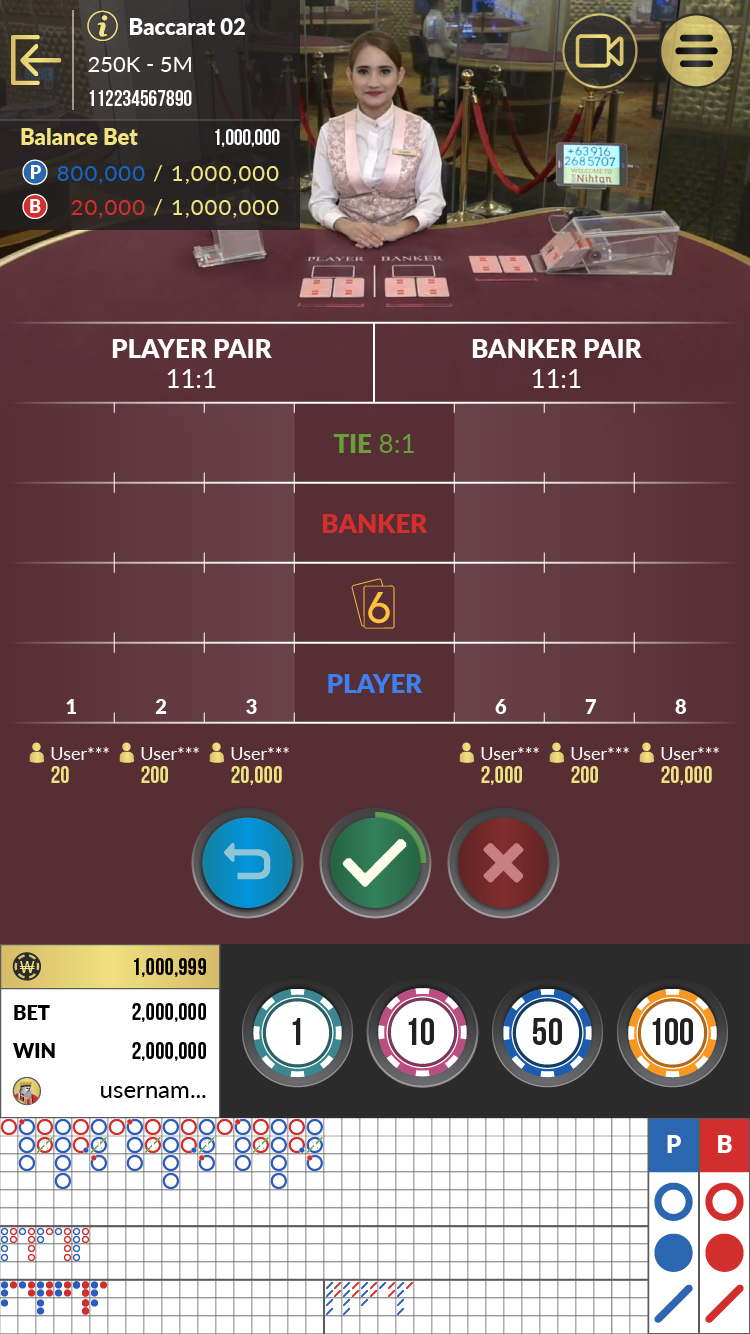 Baccarat 02
250K - 5M
112234567890
Balance Bet 1,000,000
P 800,000 / 1,000,000
B 20,000 / 1,000,000
+63 916
2685707
WELCOME TO
Nihtan
PLAYER BANKER
PLAYER PAIR BANKER PAIR
11:1 11:1
TIE 8:1
BANKER
6
PLAYER
1 2 3 6 7 8
User*** User*** User*** User*** User*** User***
20 200 20,000 2,000 200 20,000
₩ 1,000,999
BET 2,000,000
WIN 2,000,000
usernam...
1 10 50 100
P B